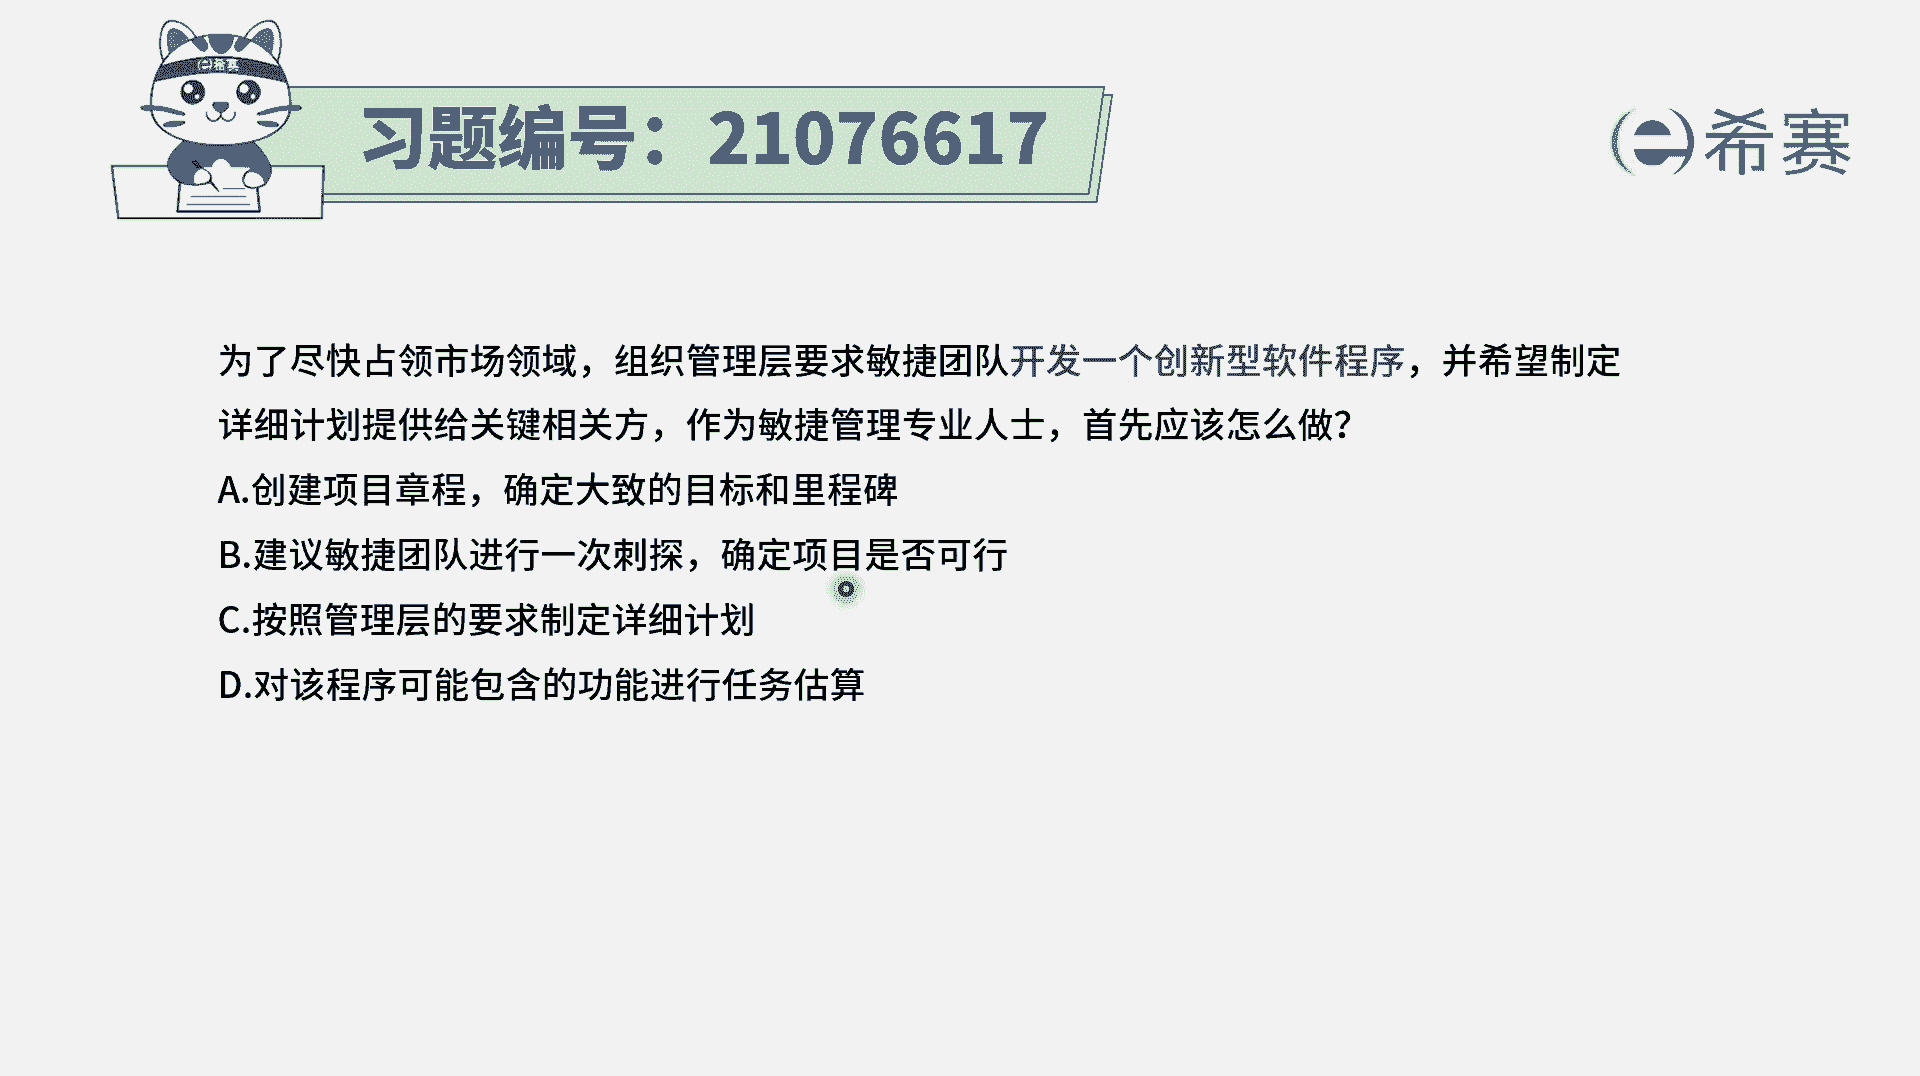 希赛
习题编号：21076617
希赛
为了尽快占领市场领域，组织管理层要求敏捷团队开发一个创新型软件程序，并希望制定
详细计划提供给关键相关方，作为敏捷管理专业人士，首先应该怎么做？
A.创建项目章程，确定大致的目标和里程碑
B.建议敏捷团队进行一次刺探，确定项目是否可行
C.按照管理层的要求制定详细计划
D.对该程序可能包含的功能进行任务估算